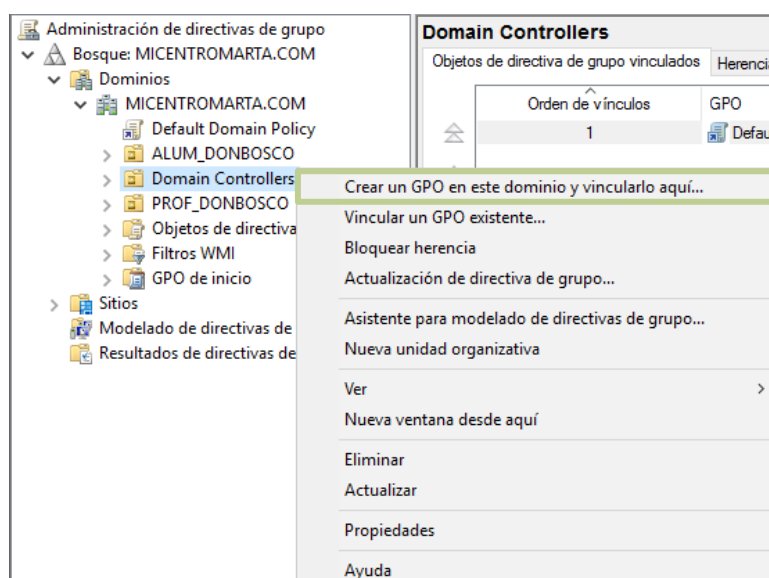 Administración de directivas de grupo
Bosque: MICENTROMARTA.COM
Dominios
MICENTROMARTA.COM
Default Domain Policy
ALUM_DONBOSCO
Domain Controllers
PROF_DONBOSCO
Objetos de directiva
Filtros WMI
GPO de inicio
Sitios
Modelado de directivas de
Resultados de directivas de
Domain Controllers
Objetos de directiva de grupo vinculados Herencia
Orden de vínculos GPO
1 Defau
Crear un GPO en este dominio y vincularlo aquí...
Vincular un GPO existente...
Bloquear herencia
Actualización de directiva de grupo...
Asistente para modelado de directivas de grupo...
Nueva unidad organizativa
Ver
Nueva ventana desde aquí
Eliminar
Actualizar
Propiedades
Ayuda